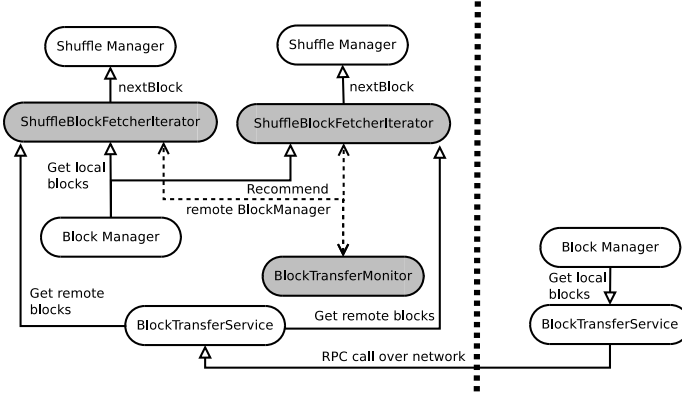 Shuffle Manager
Shuffle Manager
nextBlock
nextBlock
ShuffleBlockFetcherIterator
ShuffleBlockFetcherIterator
Get local
blocks
Recommend
remote BlockManager
Block Manager
Block Manager
BlockTransferMonitor
Get local
blocks
Get remote
blocks
BlockTransferService
Get remote blocks
BlockTransferService
RPC call over network